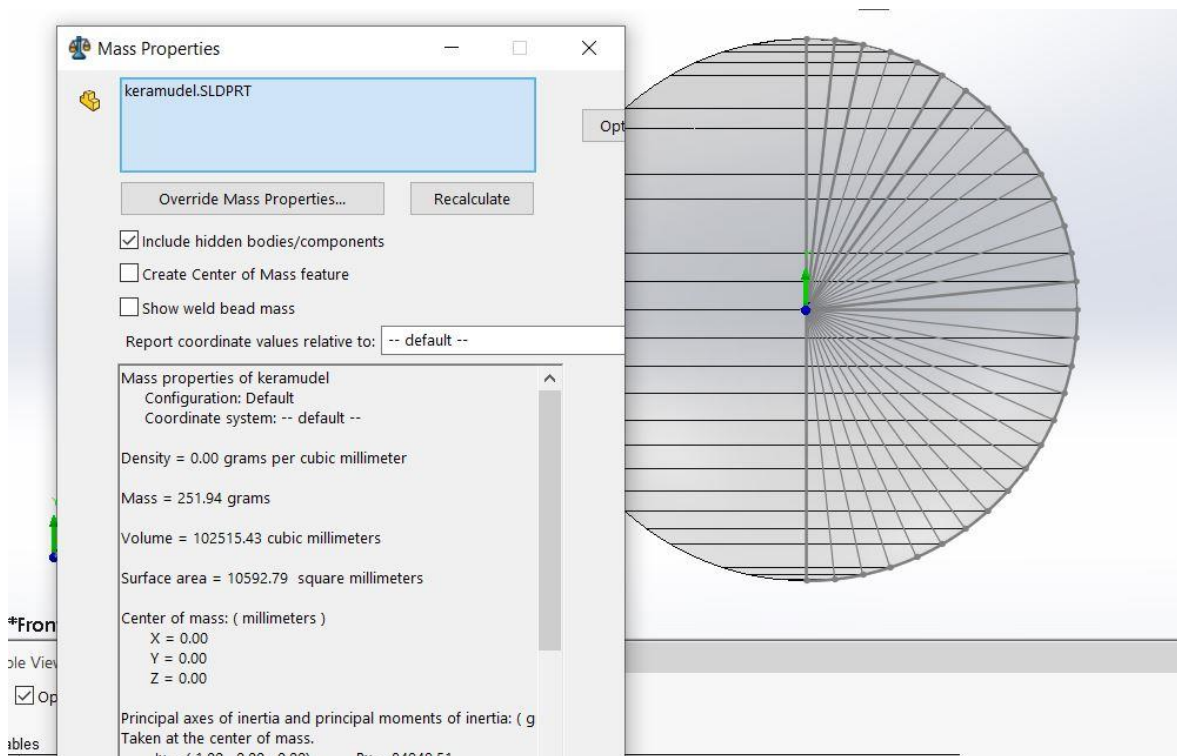 Mass Properties
keramudel.SLDPRT
Opt
Override Mass Properties...
Recalculate
Include hidden bodies/components
Create Center of Mass feature
Show weld bead mass
Report coordinate values relative to:
-- default --
Mass properties of keramudel
Configuration: Default
Coordinate system: -- default --
Density = 0.00 grams per cubic millimeter
Mass = 251.94 grams
Volume = 102515.43 cubic millimeters
Surface area = 10592.79 square millimeters
Center of mass: ( millimeters )
X = 0.00
Y = 0.00
Z = 0.00
Principal axes of inertia and principal moments of inertia: ( g
Taken at the center of mass.
*Fron
ole View
Op
ables